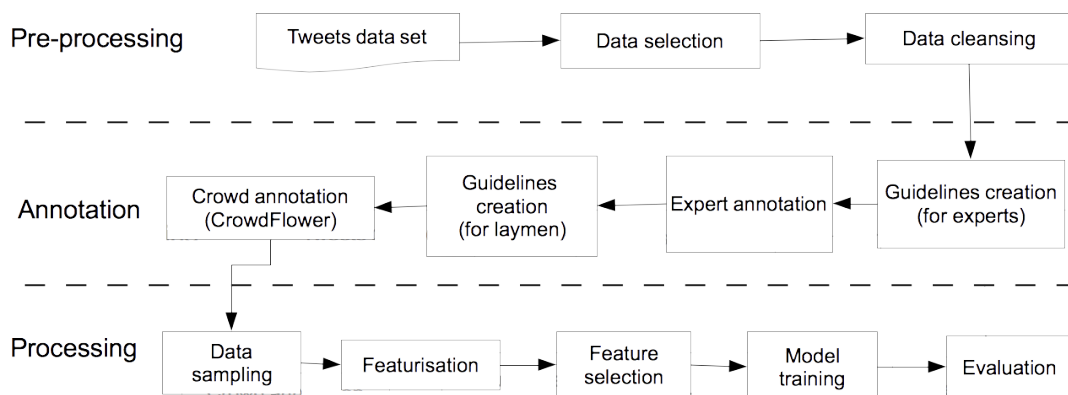 Pre-processing
Tweets data set
Data selection
Data cleansing
Annotation
Crowd annotation
(CrowdFlower)
Guidelines
creation
(for laymen)
Expert annotation
Guidelines creation
(for experts)
Processing
Data
sampling
Featurisation
Feature
selection
Model
training
Evaluation